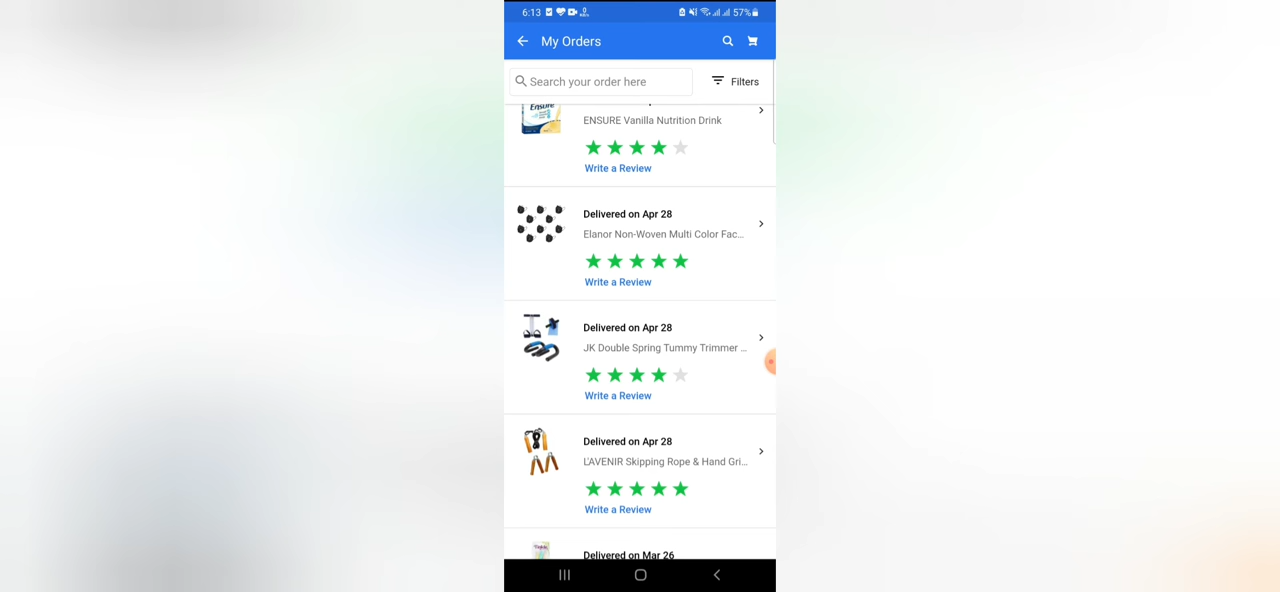 6:13
57%
My Orders
Search your order here
Filters
Ensure
ENSURE Vanilla Nutrition Drink
Write a Review
Delivered on Apr 28
Elanor Non-Woven Multi Color Fac...
Write a Review
Delivered on Apr 28
JK Double Spring Tummy Trimmer ...
Write a Review
Delivered on Apr 28
L'AVENIR Skipping Rope & Hand Gri...
Write a Review
Delivered on Mar 26